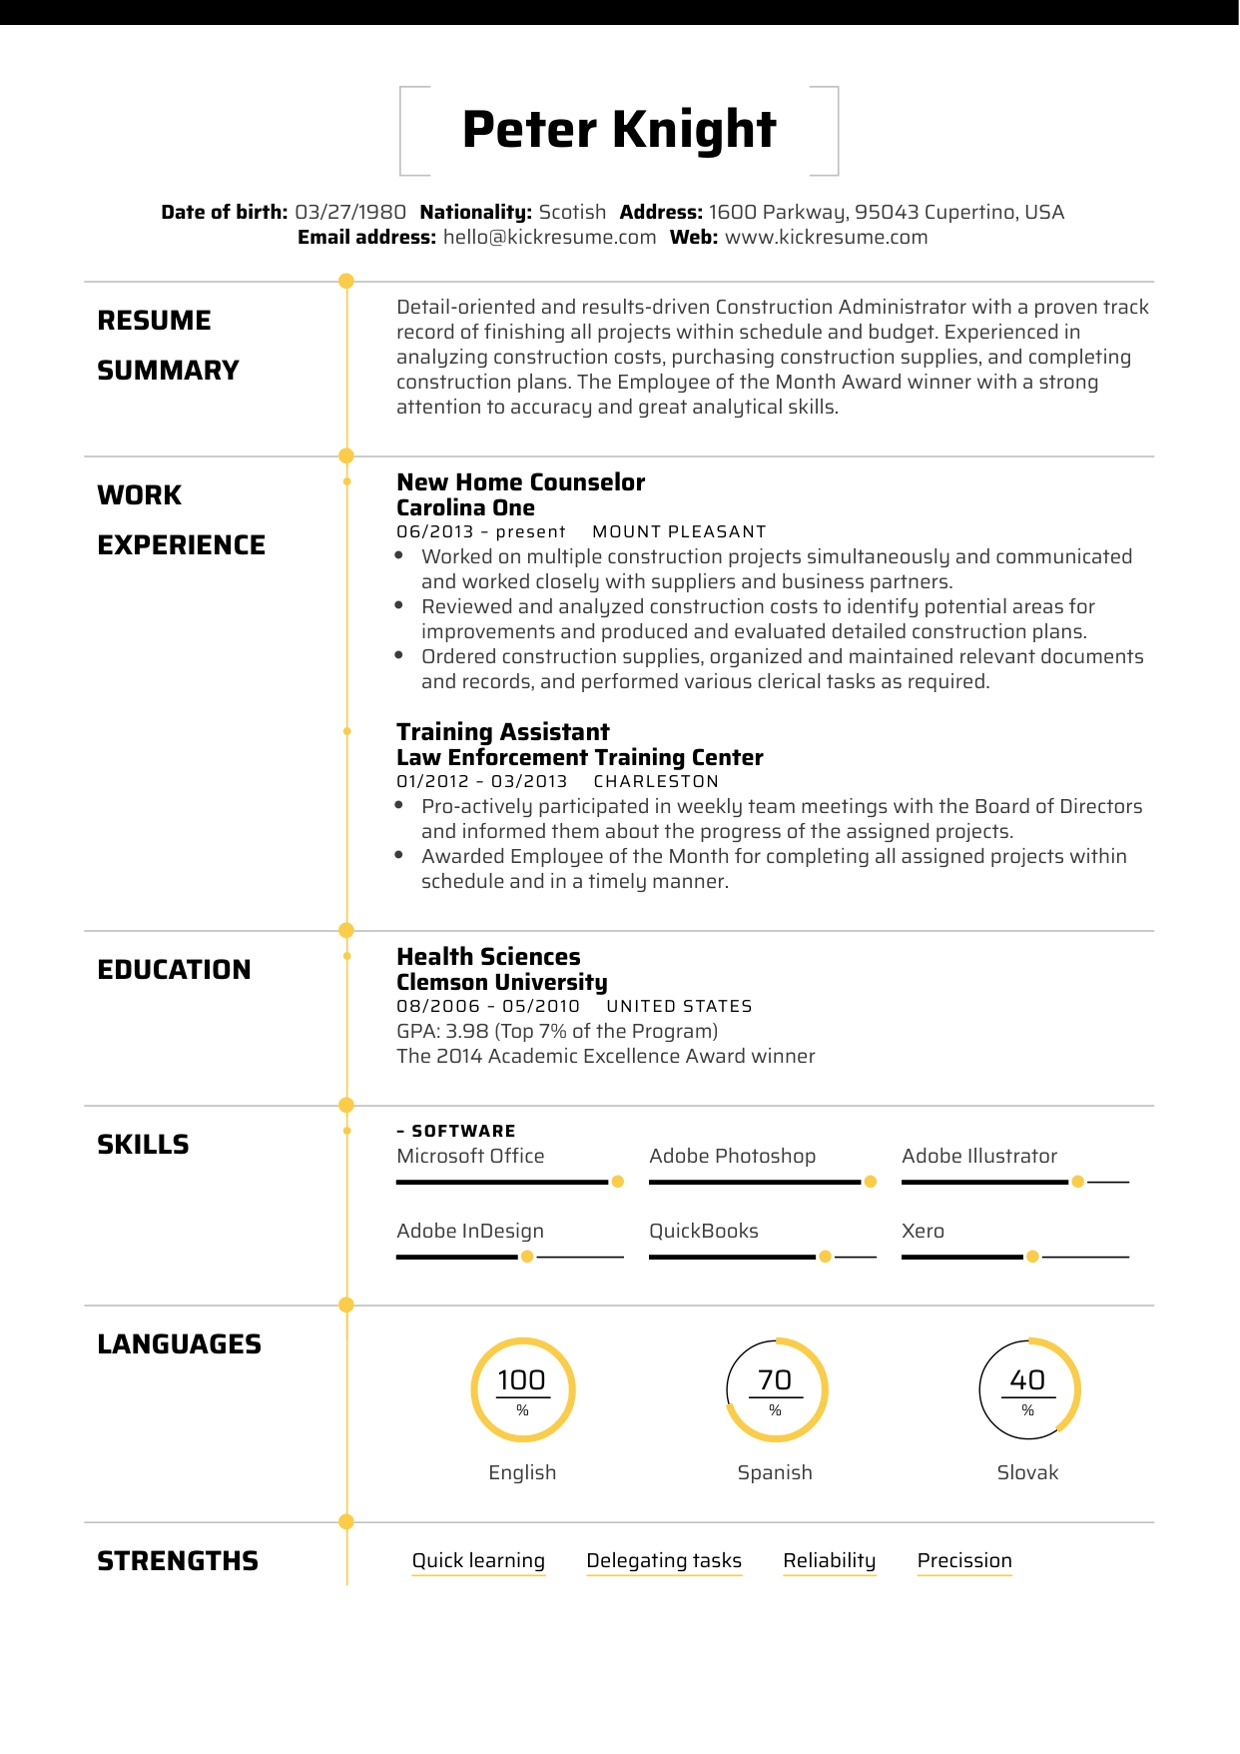 Peter Knight
Date of birth: 03/27/1980 Nationality: Scotish Address: 1600 Parkway, 95043 Cupertino, USA
Email address: hello@kickresume.com Web: www.kickresume.com
RESUME
SUMMARY
Detail-oriented and results-driven Construction Administrator with a proven track
record of finishing all projects within schedule and budget. Experienced in
analyzing construction costs, purchasing construction supplies, and completing
construction plans. The Employee of the Month Award winner with a strong
attention to accuracy and great analytical skills.
WORK
EXPERIENCE
New Home Counselor
Carolina One
06/2013 – present MOUNT PLEASANT
• Worked on multiple construction projects simultaneously and communicated
and worked closely with suppliers and business partners.
• Reviewed and analyzed construction costs to identify potential areas for
improvements and produced and evaluated detailed construction plans.
• Ordered construction supplies, organized and maintained relevant documents
and records, and performed various clerical tasks as required.
Training Assistant
Law Enforcement Training Center
01/2012 – 03/2013 CHARLESTON
• Pro-actively participated in weekly team meetings with the Board of Directors
and informed them about the progress of the assigned projects.
• Awarded Employee of the Month for completing all assigned projects within
schedule and in a timely manner.
EDUCATION
Health Sciences
Clemson University
08/2006 – 05/2010 UNITED STATES
GPA: 3.98 (Top 7% of the Program)
The 2014 Academic Excellence Award winner
SKILLS
– SOFTWARE
Microsoft Office Adobe Photoshop Adobe Illustrator
Adobe InDesign QuickBooks Xero
LANGUAGES
100 70 40
% % %
English Spanish Slovak
STRENGTHS
Quick learning Delegating tasks Reliability Precission